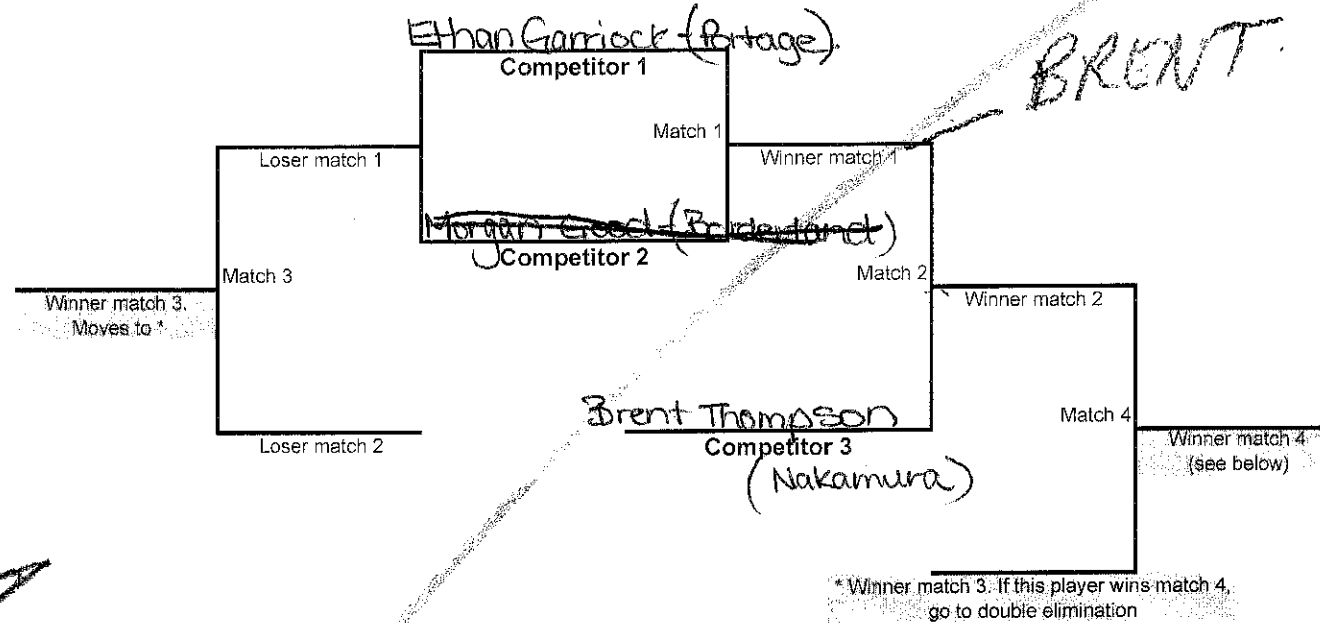 Ethan Garriock - (Portage).
Competitor 1
BRENT.
Match 1
Loser match 1
Winner match 1
Morgan Good - (Borderland)
Competitor 2
Match 3
Match 2
Winner match 3.
Moves to *
Winner match 2
Brent Thompson
Competitor 3
(Nakamura)
Loser match 2
Match 4
Winner match 4
(see below)
* Winner match 3. If this player wins match 4,
go to double elimination